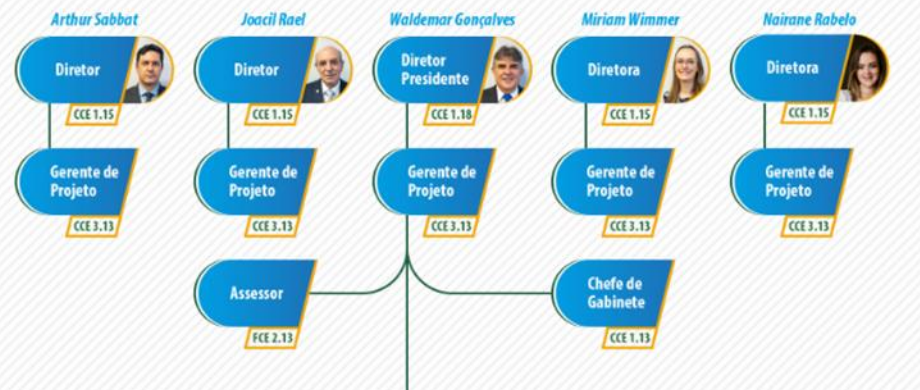 Arthur Sabbat
Joacil Rael
Waldemar Gonçalves
Miriam Wimmer
Nairane Rabelo
Diretor
Diretor
Diretor
Presidente
Diretora
Diretora
CCE 1.15
CCE 1.15
CCE 1.18
CCE 1.15
CCE 1.15
Gerente de
Projeto
Gerente de
Projeto
Gerente de
Projeto
Gerente de
Projeto
Gerente de
Projeto
CCE 3.13
CCE 3.13
CCE 3.13
CCE 3.13
CCE 3.13
Assessor
Chefe de
Gabinete
FCE 2.13
CCE 1.13